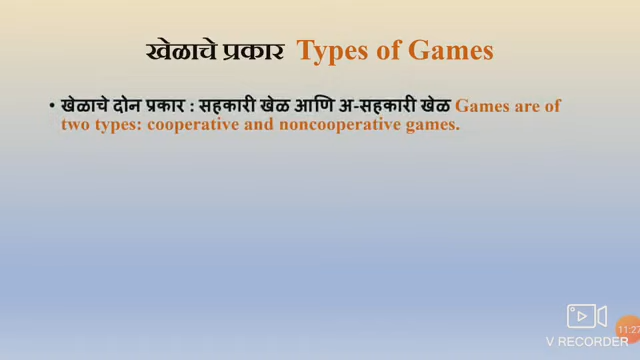 खेळाचे प्रकार Types of Games
• खेळाचे दोन प्रकार : सहकारी खेळ आणि अ-सहकारी खेळ Games are of
two types: cooperative and noncooperative games.
V RECORDER
11:27